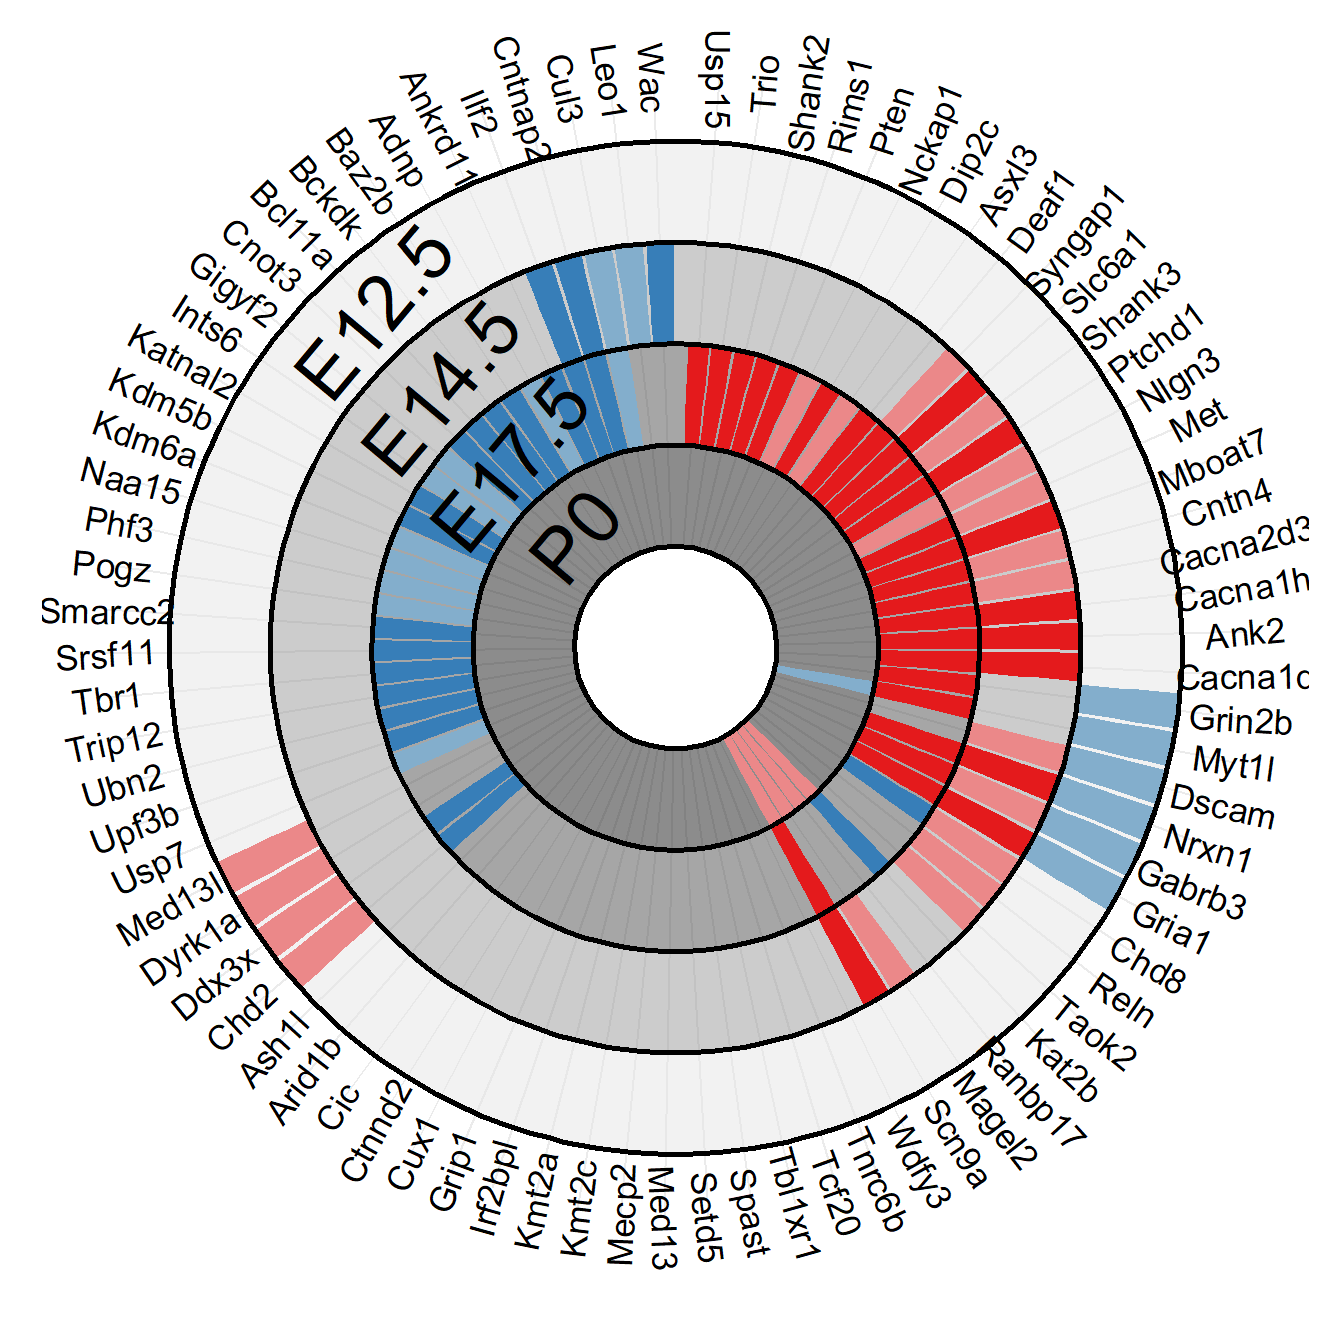 Usp15
Trio
Shank2
Rims1
Pten
Nckap1
Dip2c
Asxl3
Deaf1
Syngap1
Slc6a1
Shank3
Ptchd1
Nlgn3
Met
Mboat7
Cntn4
Cacna2d3
Cacna1h
Ank2
Cacna1c
Grin2b
Myt1l
Dscam
Nrxn1
Gabrb3
Gria1
Chd8
Reln
Taok2
Kat2b
Ranbp17
Magel2
Scn9a
Wdfy3
Tnrc6b
Tcf20
Tbl1xr1
Spast
Setd5
Med13
Mecp2
Kmt2c
Kmt2a
Irf2bpl
Grip1
Cux1
Ctnnd2
Cic
Arid1b
Ash1l
Chd2
Ddx3x
Dyrk1a
Med13l
Usp7
Upf3b
Ubn2
Trip12
Tbr1
Srsf11
Smarcc2
Pogz
Phf3
Naa15
Kdm6a
Kdm5b
Katnal2
Ints6
Gigyf2
Cnot3
Bcl11a
Bckdk
Baz2b
Adnp
Ankrd11
Ilf2
Cntnap2
Cul3
Leo1
Wac
E12.5
E14.5
E17.5
P0